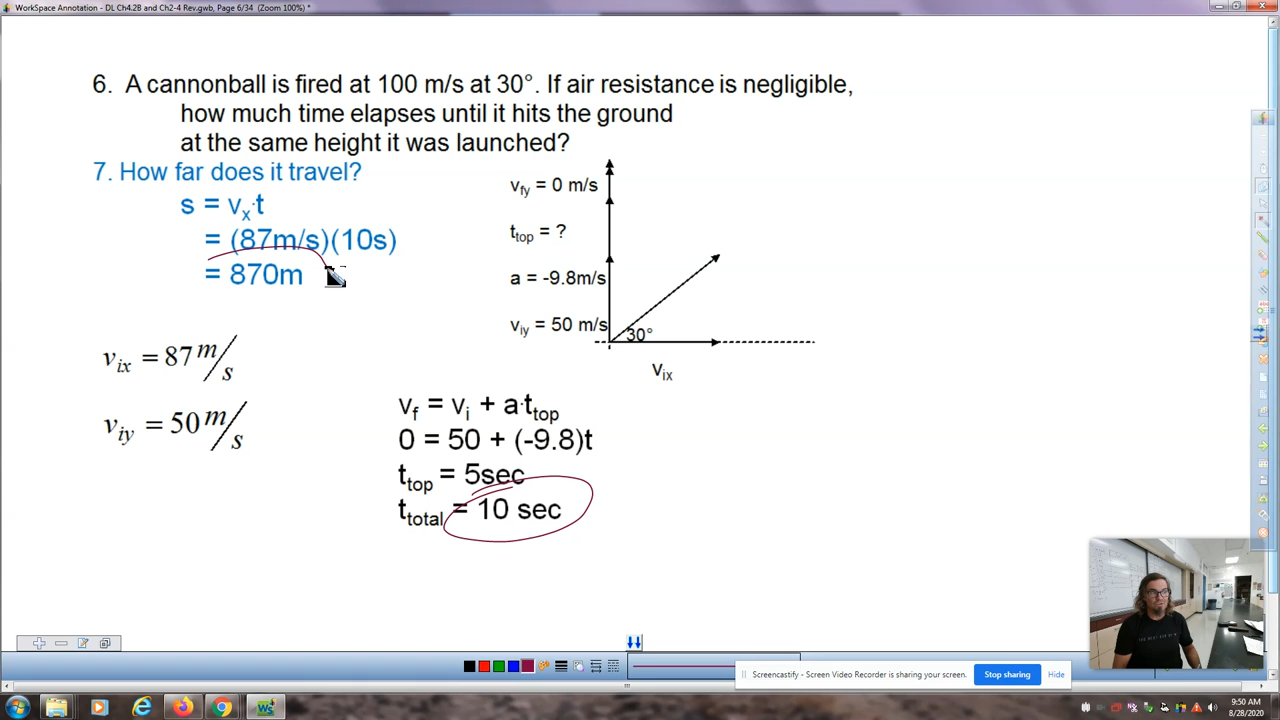 WorkSpace Annotation - DL Ch4.2B and Ch2-4 Rev.gwb, Page 6/34 (Zoom 100%) *
6. A cannonball is fired at 100 m/s at 30°. If air resistance is negligible,
how much time elapses until it hits the ground
at the same height it was launched?
7. How far does it travel?
s = vx·t
= (87m/s)(10s)
= 870m
vfy = 0 m/s
ttop = ?
a = -9.8m/s
viy = 50 m/s
30°
vix
vix = 87 m/s
viy = 50 m/s
vf = vi + a·ttop
0 = 50 + (-9.8)t
ttop = 5sec
ttotal = 10 sec
Screencastify - Screen Video Recorder is sharing your screen.
Stop sharing
Hide
9:50 AM
8/28/2020